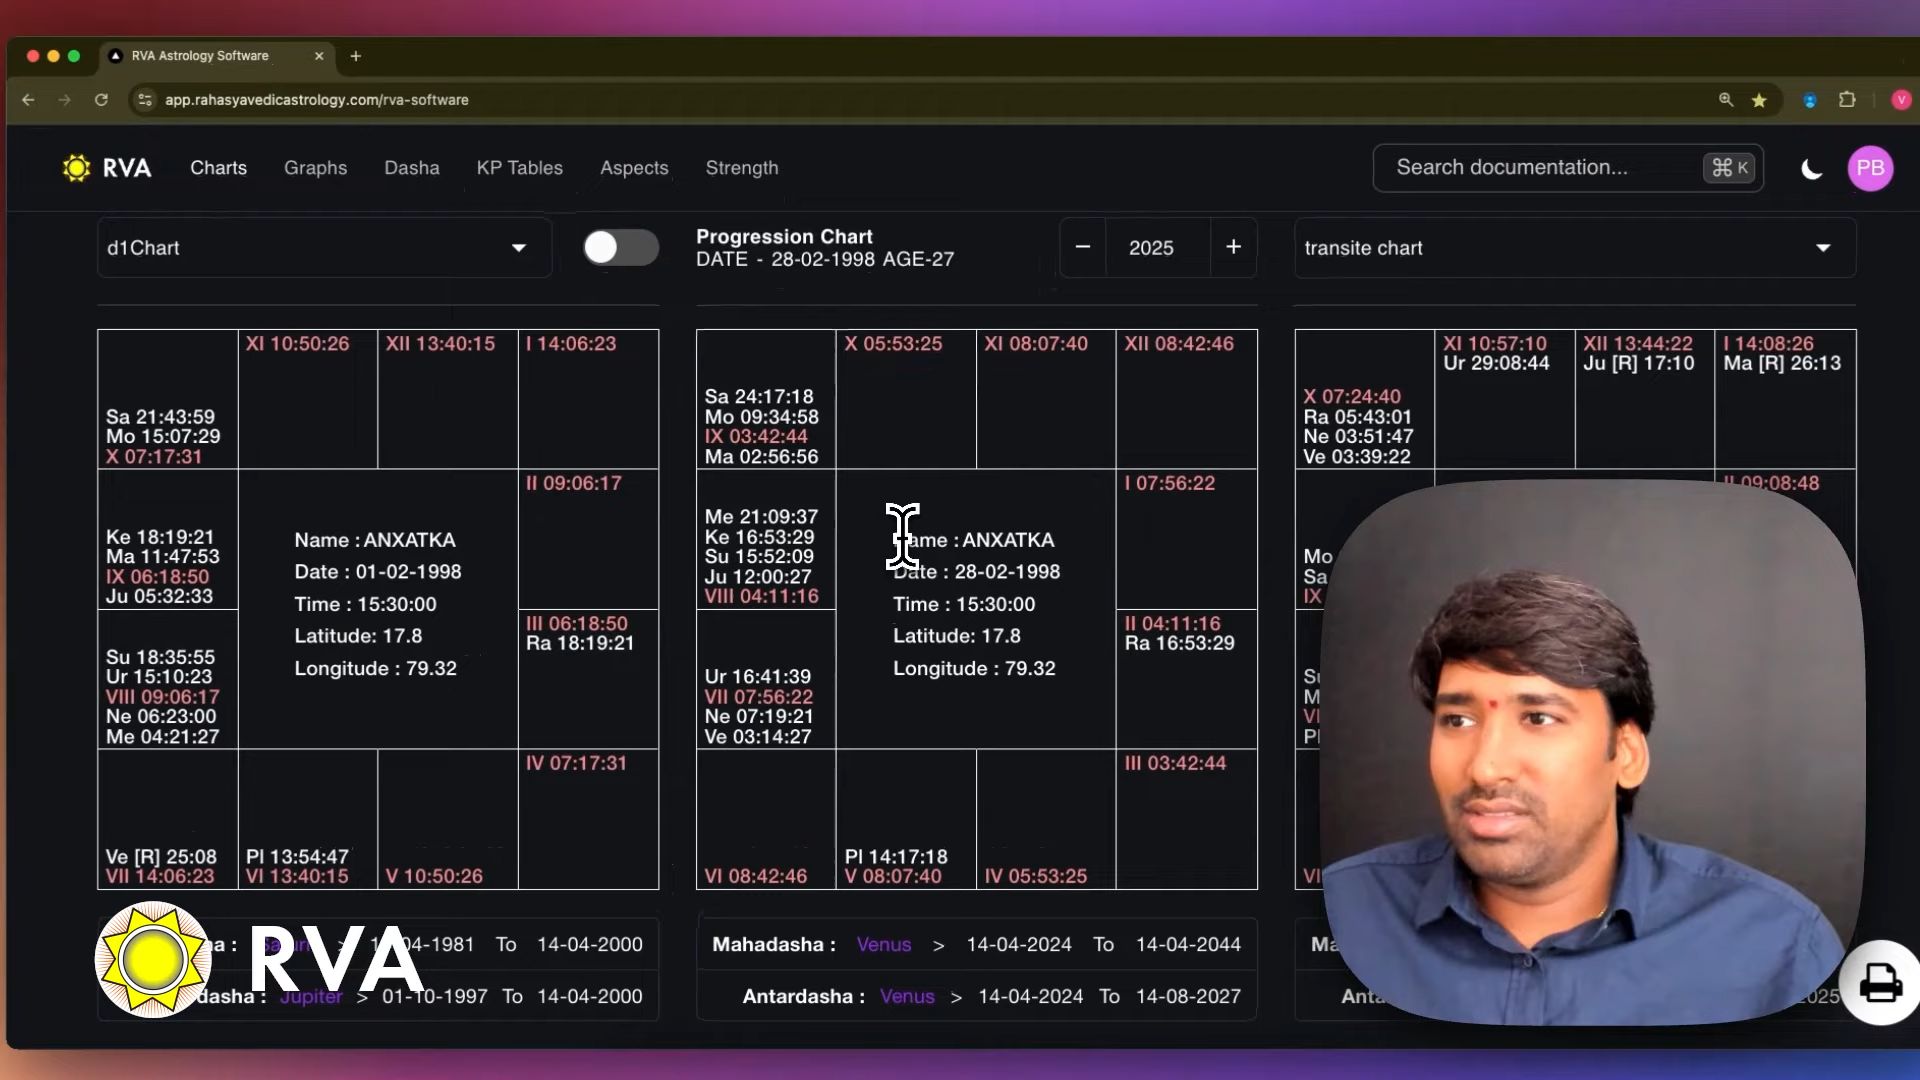 RVA Astrology Software
app.rahasyavedicastrology.com/rva-software
V
RVA Charts Graphs Dasha KP Tables Aspects Strength
Search documentation... ⌘ K
PB
d1Chart
Progression Chart
DATE - 28-02-1998 AGE-27
− 2025 +
transite chart
XI 10:50:26
XII 13:40:15
I 14:06:23
Sa 21:43:59
Mo 15:07:29
X 07:17:31
II 09:06:17
Ke 18:19:21
Ma 11:47:53
IX 06:18:50
Ju 05:32:33
Name : ANXATKA
Date : 01-02-1998
Time : 15:30:00
Latitude: 17.8
Longitude : 79.32
III 06:18:50
Ra 18:19:21
Su 18:35:55
Ur 15:10:23
VIII 09:06:17
Ne 06:23:00
Me 04:21:27
IV 07:17:31
Ve [R] 25:08
VII 14:06:23
Pl 13:54:47
VI 13:40:15
V 10:50:26
X 05:53:25
XI 08:07:40
XII 08:42:46
Sa 24:17:18
Mo 09:34:58
IX 03:42:44
Ma 02:56:56
I 07:56:22
Me 21:09:37
Ke 16:53:29
Su 15:52:09
Ju 12:00:27
VIII 04:11:16
ame : ANXATKA
Date : 28-02-1998
Time : 15:30:00
Latitude: 17.8
Longitude : 79.32
II 04:11:16
Ra 16:53:29
Ur 16:41:39
VII 07:56:22
Ne 07:19:21
Ve 03:14:27
III 03:42:44
VI 08:42:46
Pl 14:17:18
V 08:07:40
IV 05:53:25
XI 10:57:10
Ur 29:08:44
XII 13:44:22
Ju [R] 17:10
I 14:08:26
Ma [R] 26:13
X 07:24:40
Ra 05:43:01
Ne 03:51:47
Ve 03:39:22
II 09:08:48
Mo
Sa
IX
To 14-04-2000
dasha : Jupiter > 01-10-1997 To 14-04-2000
RVA
Mahadasha : Venus > 14-04-2024 To 14-04-2044
Antardasha : Venus > 14-04-2024 To 14-08-2027
Ma
Anta
2025